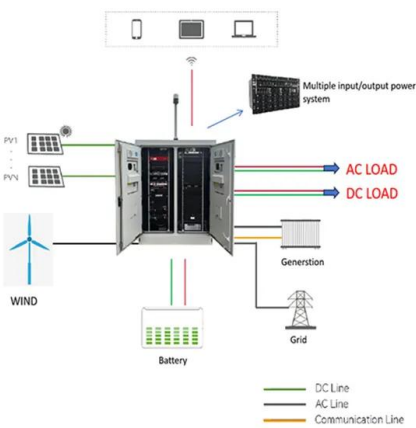 Multiple input/output power
system
PV1
PVN
AC LOAD
DC LOAD
WIND
Generstion
Grid
Battery
DC Line
AC Line
Communication Line